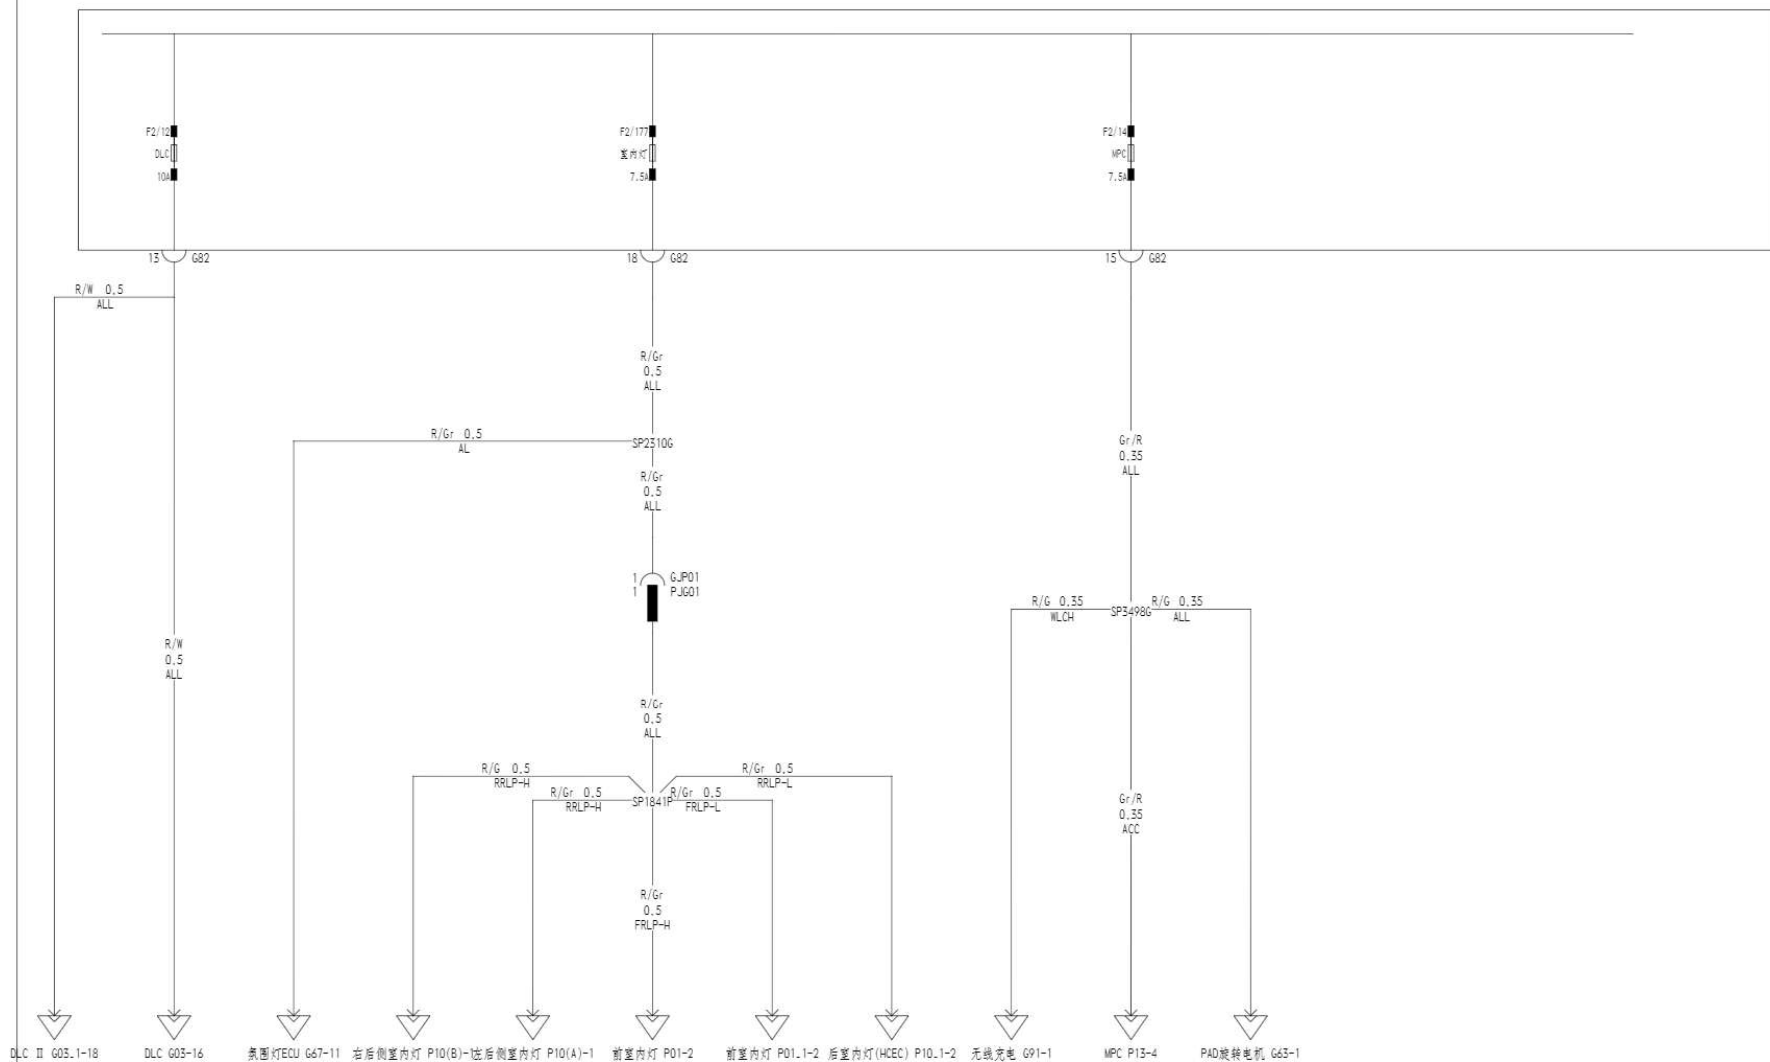 F2/12
DLC
10A
F2/177
室内灯
7.5A
F2/14
MPC
7.5A
13 G82
18 G82
15 G82
R/W 0.5
ALL
R/Gr
0.5
ALL
R/Gr 0.5
AL
SP2310G
R/Gr
0.5
ALL
Gr/R
0.35
ALL
1 GJP01
1 PJG01
R/G 0.35
WLCH
SP3498G
R/G 0.35
ALL
R/W
0.5
ALL
R/Gr
0.5
ALL
R/G 0.5
RRLP-H
R/Gr 0.5
RRLP-L
R/Gr 0.5
RRLP-H
SP1841P
R/Gr 0.5
FRLP-L
Gr/R
0.35
ACC
R/Gr
0.5
FRLP-H
DLC II G03.1-18
DLC G03-16
氛围灯ECU G67-11
右后侧室内灯 P10(B)-1
左后侧室内灯 P10(A)-1
前室内灯 P01-2
前室内灯 P01.1-2
后室内灯(HCEC) P10.1-2
无线充电 G91-1
MPC P13-4
PAD旋转电机 G63-1